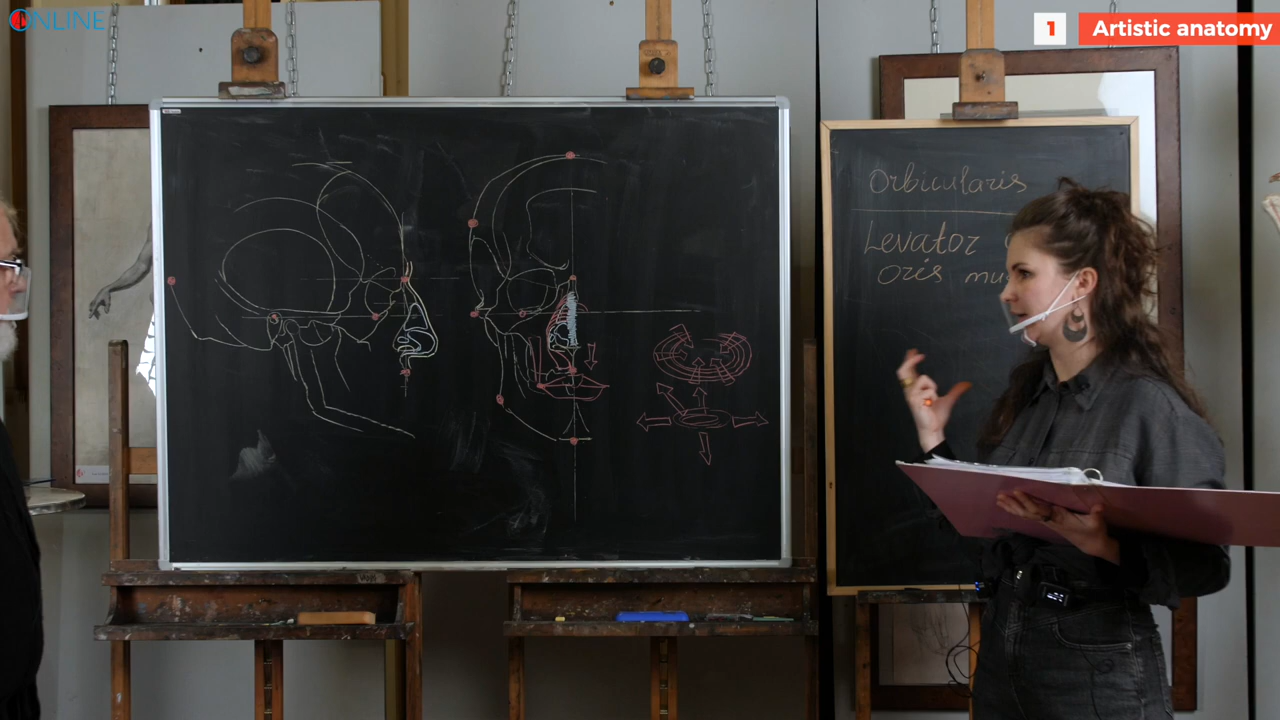 ONLINE
1 Artistic anatomy
Orbicularis
Levator
Oris